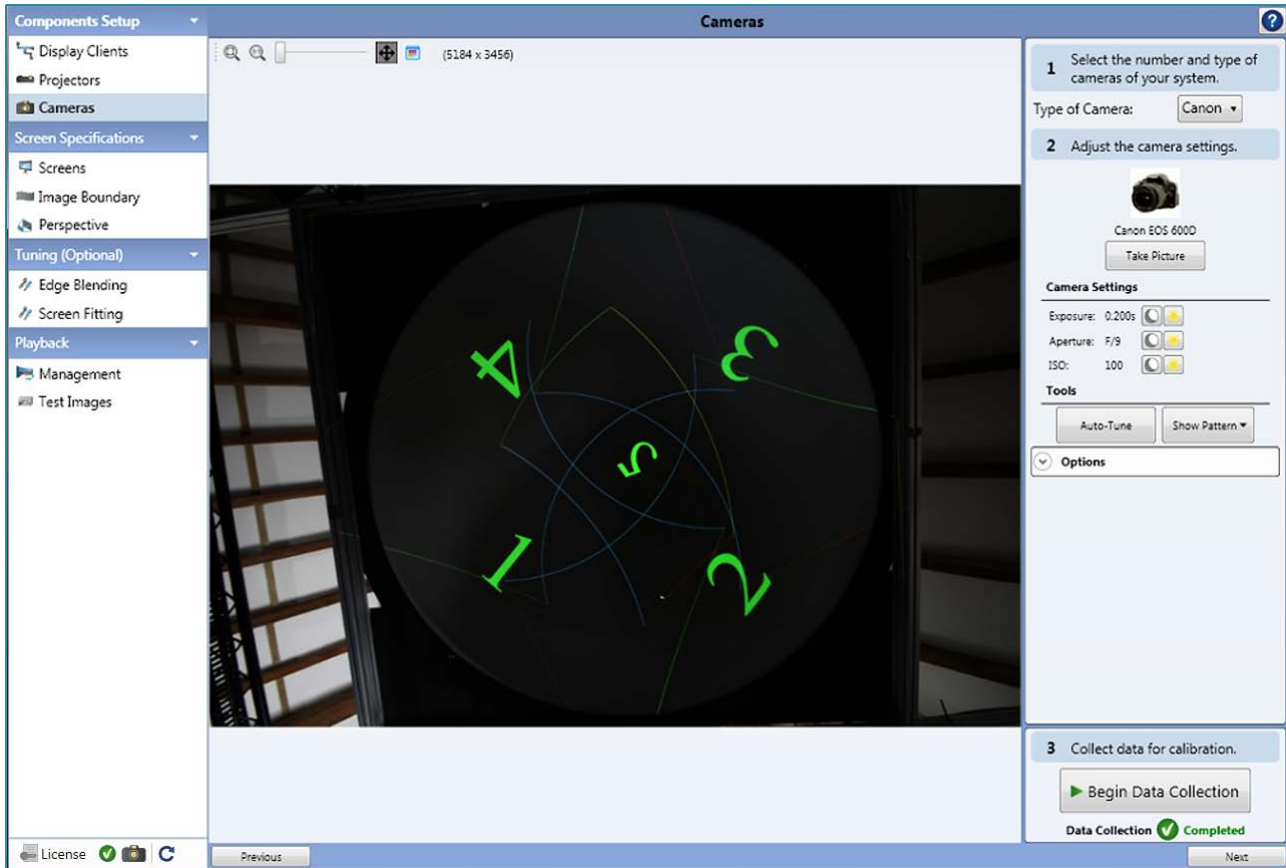 Components Setup
Display Clients
Projectors
Cameras
Screen Specifications
Screens
Image Boundary
Perspective
Tuning (Optional)
Edge Blending
Screen Fitting
Playback
Management
Test Images
License
Cameras
?
(5184 x 3456)
4
3
5
1
2
Previous
1 Select the number and type of
cameras of your system.
Type of Camera: Canon
2 Adjust the camera settings.
Canon EOS 600D
Take Picture
Camera Settings
Exposure: 0.200s
Aperture: F/9
ISO: 100
Tools
Auto-Tune Show Pattern
Options
3 Collect data for calibration.
Begin Data Collection
Data Collection Completed
Next